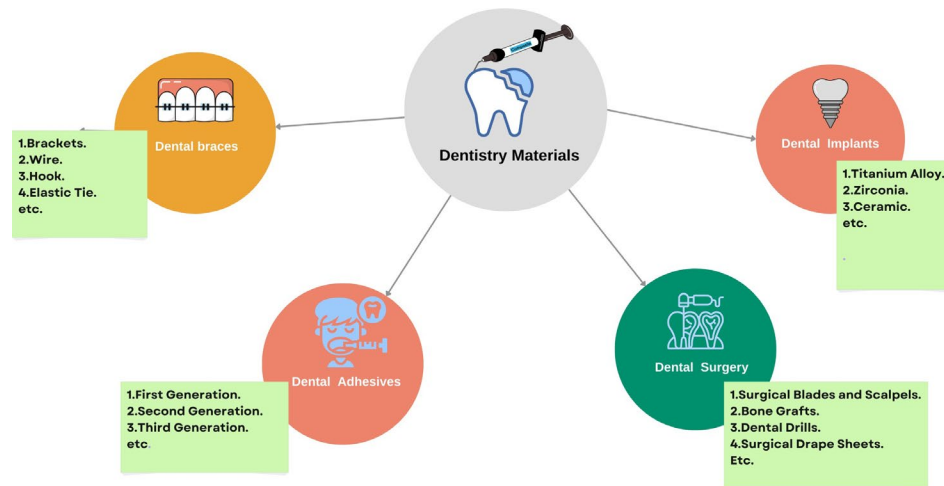 Dentistry Materials
Dental braces
1.Brackets.
2.Wire.
3.Hook.
4.Elastic Tie.
etc.
Dental Implants
1.Titanium Alloy.
2.Zirconia.
3.Ceramic.
etc.
.
Dental Adhesives
1.First Generation.
2.Second Generation.
3.Third Generation.
etc.
Dental Surgery
1.Surgical Blades and Scalpels.
2.Bone Grafts.
3.Dental Drills.
4.Surgical Drape Sheets.
Etc.